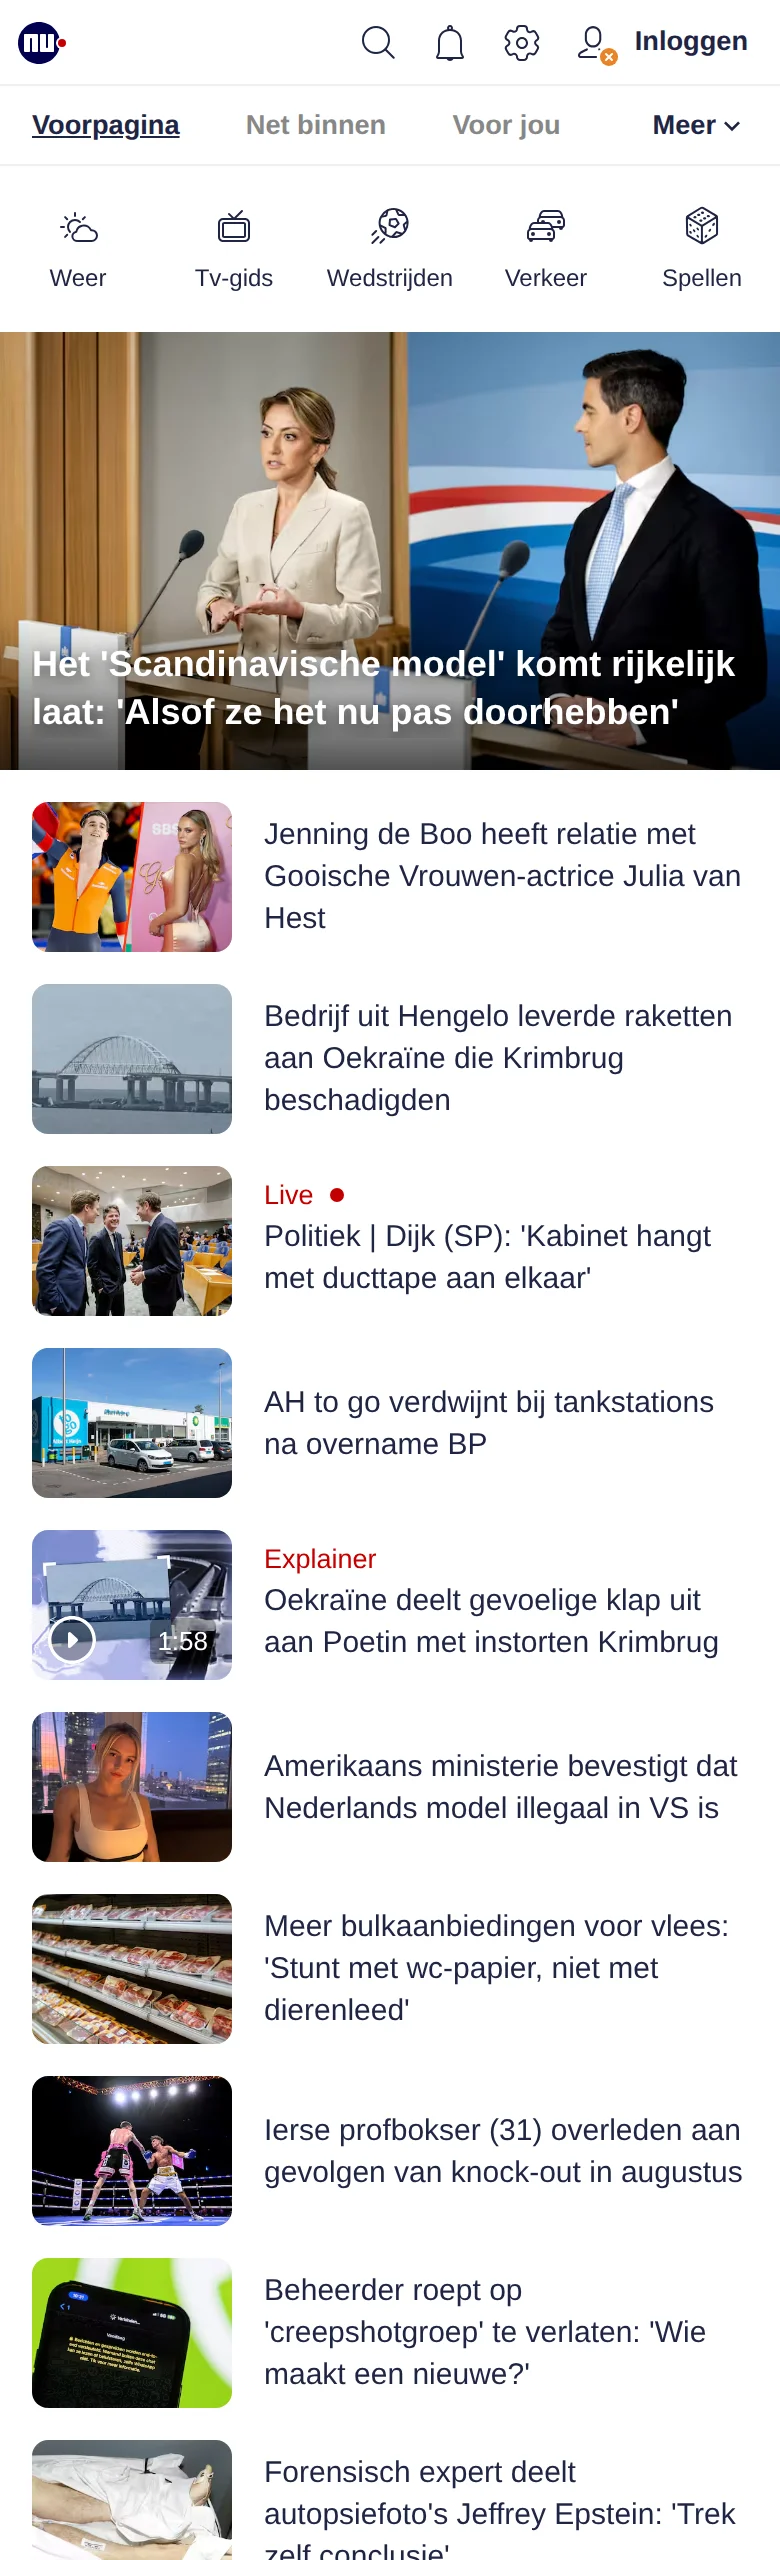 nu
Inloggen
Voorpagina
Net binnen
Voor jou
Meer
Weer
Tv-gids
Wedstrijden
Verkeer
Spellen
Het 'Scandinavische model' komt rijkelijk
laat: 'Alsof ze het nu pas doorhebben'
Jenning de Boo heeft relatie met
Gooische Vrouwen-actrice Julia van
Hest
Bedrijf uit Hengelo leverde raketten
aan Oekraïne die Krimbrug
beschadigden
Live
Politiek | Dijk (SP): 'Kabinet hangt
met ducttape aan elkaar'
AH to go verdwijnt bij tankstations
na overname BP
Explainer
Oekraïne deelt gevoelige klap uit
aan Poetin met instorten Krimbrug
1:58
Amerikaans ministerie bevestigt dat
Nederlands model illegaal in VS is
Meer bulkaanbiedingen voor vlees:
'Stunt met wc-papier, niet met
dierenleed'
Ierse profbokser (31) overleden aan
gevolgen van knock-out in augustus
Beheerder roept op
'creepshotgroep' te verlaten: 'Wie
maakt een nieuwe?'
Forensisch expert deelt
autopsiefoto's Jeffrey Epstein: 'Trek
zelf conclusie'